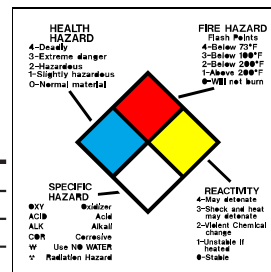 HEALTH
HAZARD
4-Deadly
3-Extreme danger
2-Hazardous
1-Slightly hazardous
0-Normal material
FIRE HAZARD
Flash Points
4-Below 73°F
3-Below 100°F
2-Below 200°F
1-Above 200°F
0-Will not burn
SPECIFIC
HAZARD
OXY Oxidizer
ACID Acid
ALK Alkali
COR Corrosive
W Use NO WATER
Radiation Hazard
REACTIVITY
4-May detonate
3-Shock and heat
may detonate
2-Violent Chemical
change
1-Unstable if
heated
0-Stable